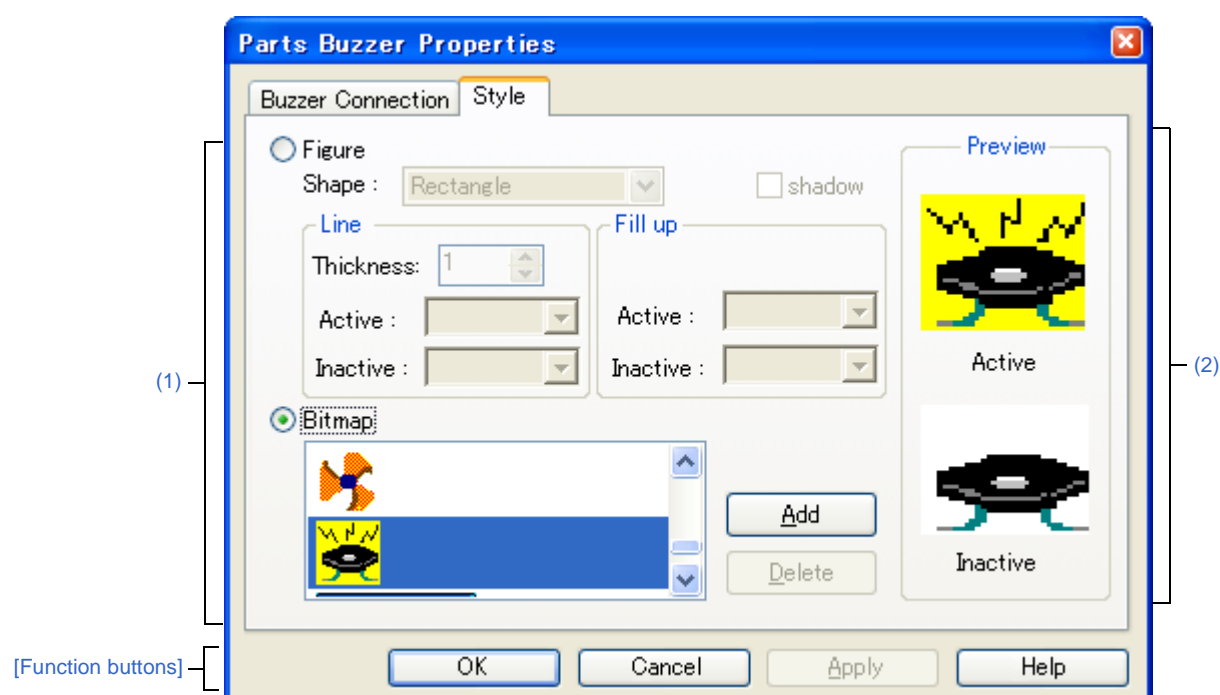 Parts Buzzer Properties
Buzzer Connection
Style
Figure
Shape :
Rectangle
shadow
Line
Thickness:
1
Active :
Inactive :
Fill up
Active :
Inactive :
Bitmap
Add
Delete
Preview
Active
Inactive
(1)
(2)
[Function buttons]
OK
Cancel
Apply
Help